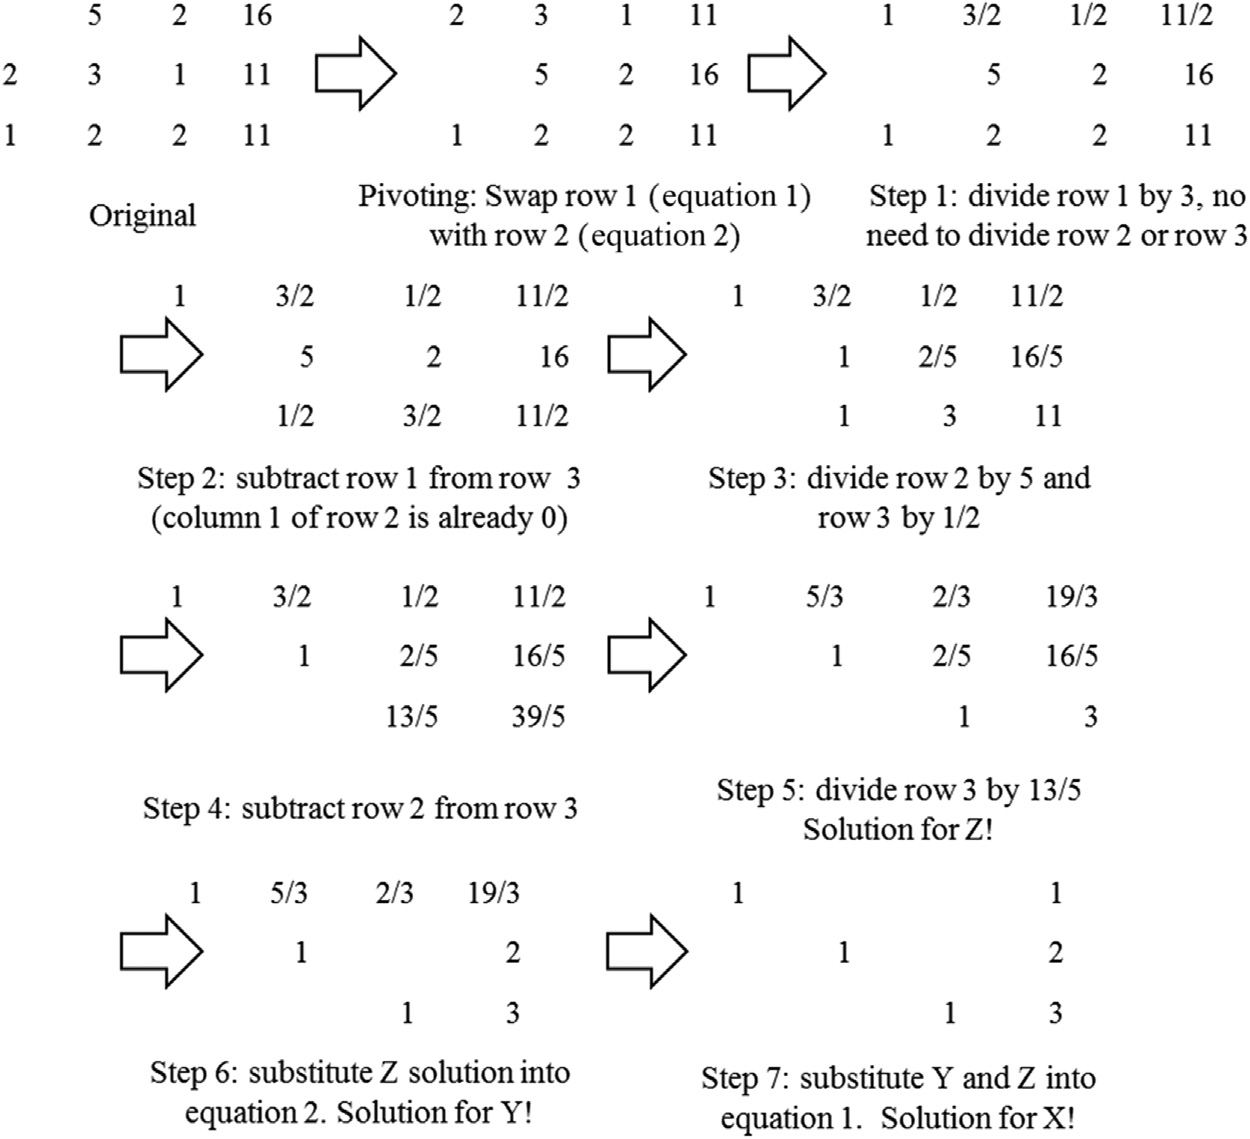 5 2 16 2 3 1 11 1 3/2 1/2 11/2
2 3 1 11 5 2 16 5 2 16
1 2 2 11 1 2 2 11 1 2 2 11
Original
Pivoting: Swap row 1 (equation 1)
with row 2 (equation 2)
Step 1: divide row 1 by 3, no
need to divide row 2 or row 3
1 3/2 1/2 11/2 1 3/2 1/2 11/2
5 2 16 1 2/5 16/5
1/2 3/2 11/2 1 3 11
Step 2: subtract row 1 from row 3
(column 1 of row 2 is already 0)
Step 3: divide row 2 by 5 and
row 3 by 1/2
1 3/2 1/2 11/2 1 5/3 2/3 19/3
1 2/5 16/5 1 2/5 16/5
13/5 39/5 1 3
Step 4: subtract row 2 from row 3
Step 5: divide row 3 by 13/5
Solution for Z!
1 5/3 2/3 19/3 1 1
1 2 1 2
1 3 1 3
Step 6: substitute Z solution into
equation 2. Solution for Y!
Step 7: substitute Y and Z into
equation 1. Solution for X!